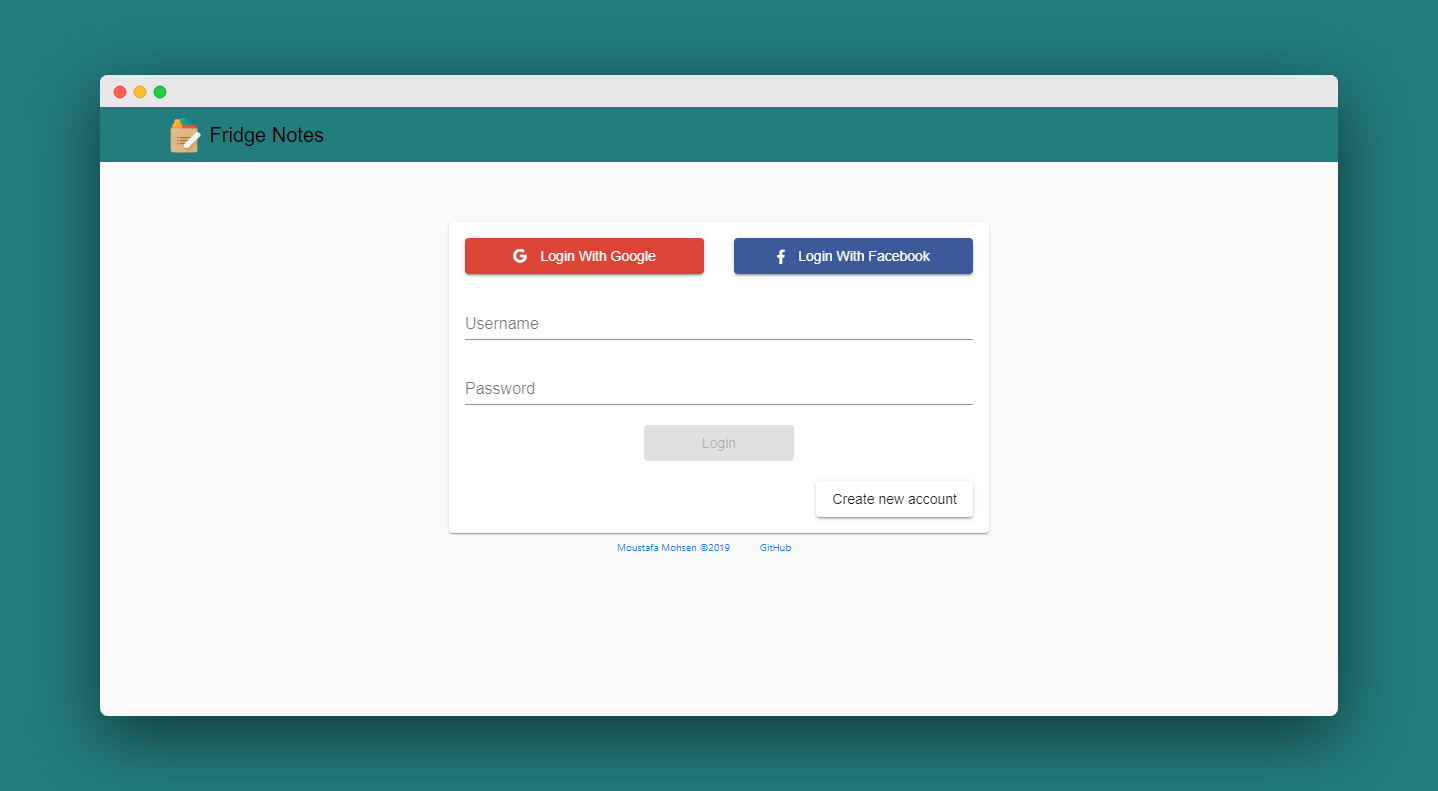 Fridge Notes
Login With Google
Login With Facebook
Username
Password
Login
Create new account
Moustafa Mohsen ©2019 GitHub